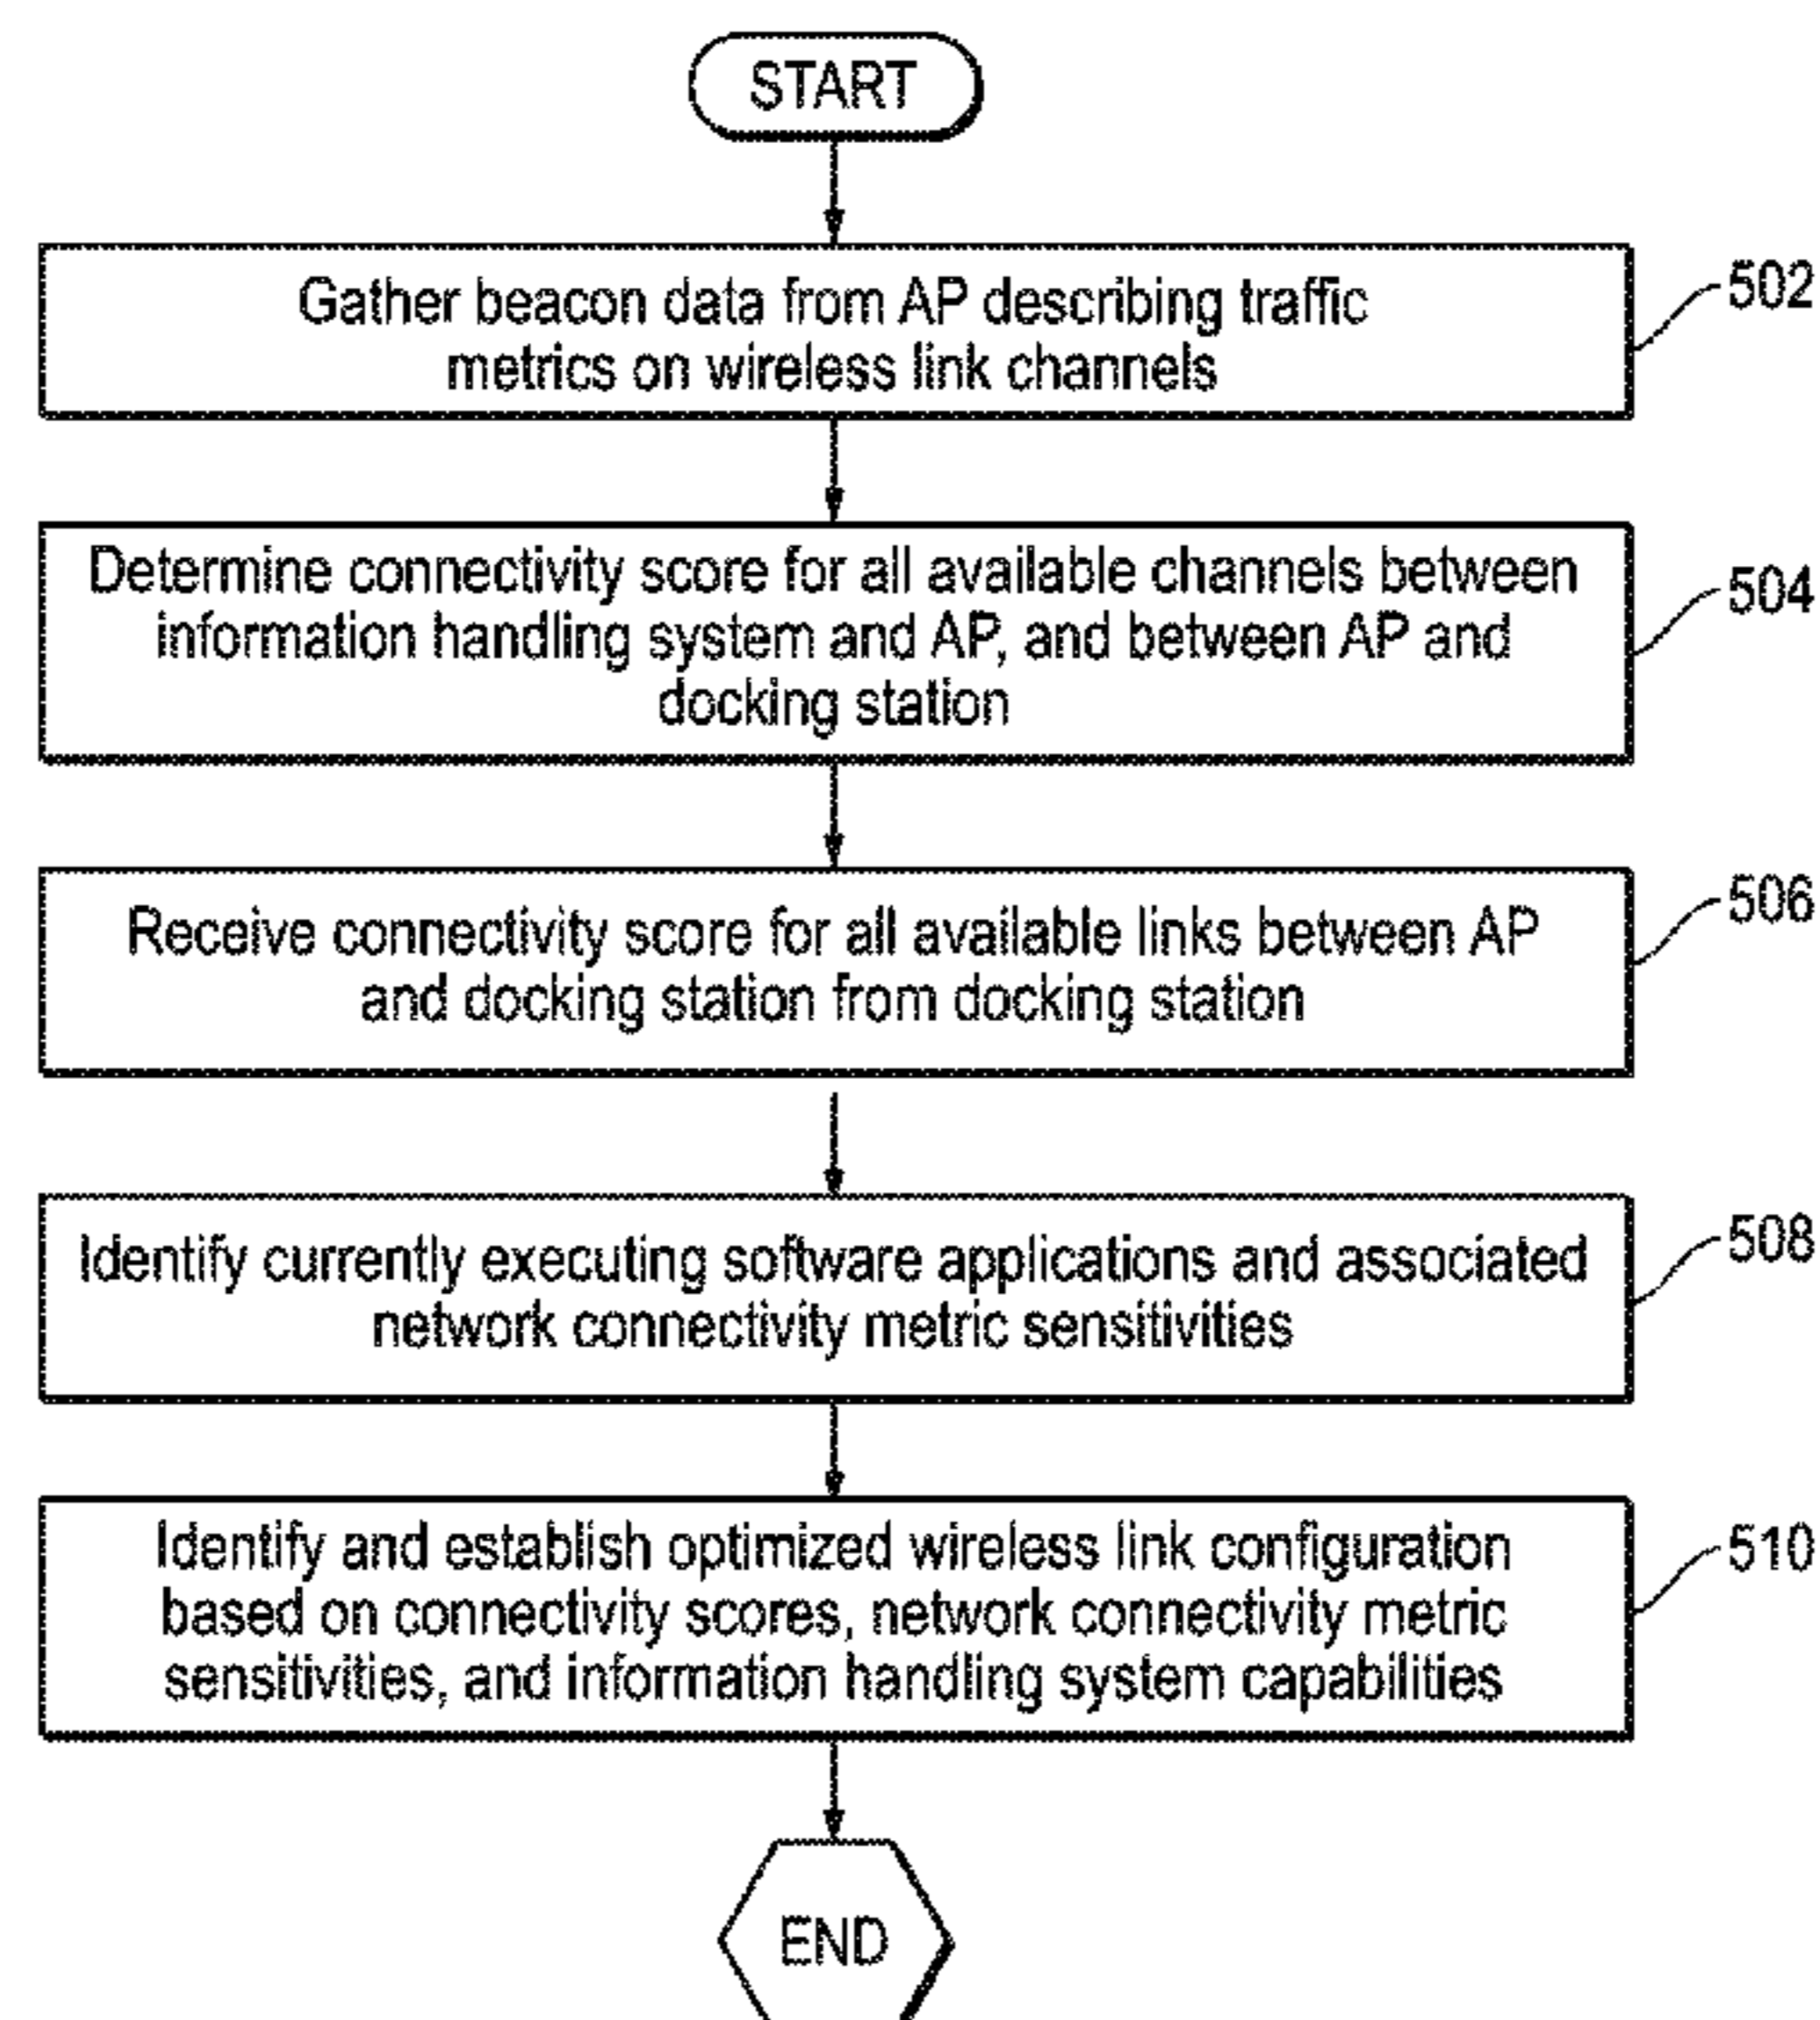 START
Gather beacon data from AP describing traffic
metrics on wireless link channels
502
Determine connectivity score for all available channels between
information handling system and AP, and between AP and
docking station
504
Receive connectivity score for all available links between AP
and docking station from docking station
506
Identify currently executing software applications and associated
network connectivity metric sensitivities
508
Identify and establish optimized wireless link configuration
based on connectivity scores, network connectivity metric
sensitivities, and information handling system capabilities
510
END